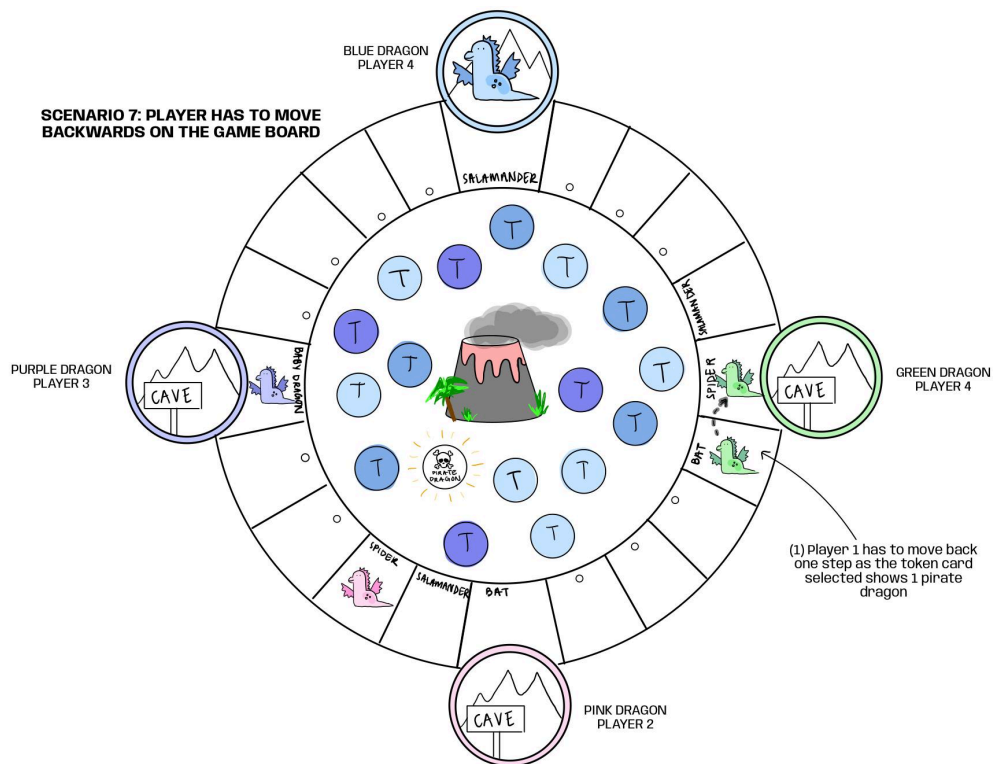 BLUE DRAGON
PLAYER 4
SCENARIO 7: PLAYER HAS TO MOVE
BACKWARDS ON THE GAME BOARD
SALAMANDER
T
T
T
T
T
SALAMANDER
T
T
PURPLE DRAGON
PLAYER 3
CAVE
BABY DRAGON
T
T
T
T
SPIDER
CAVE
GREEN DRAGON
PLAYER 4
T
BAT
T
PIRATE
DRAGON
T
T
T
T
(1) Player 1 has to move back
one step as the token card
selected shows 1 pirate
dragon
SPIDER
SALAMANDER
BAT
CAVE
PINK DRAGON
PLAYER 2